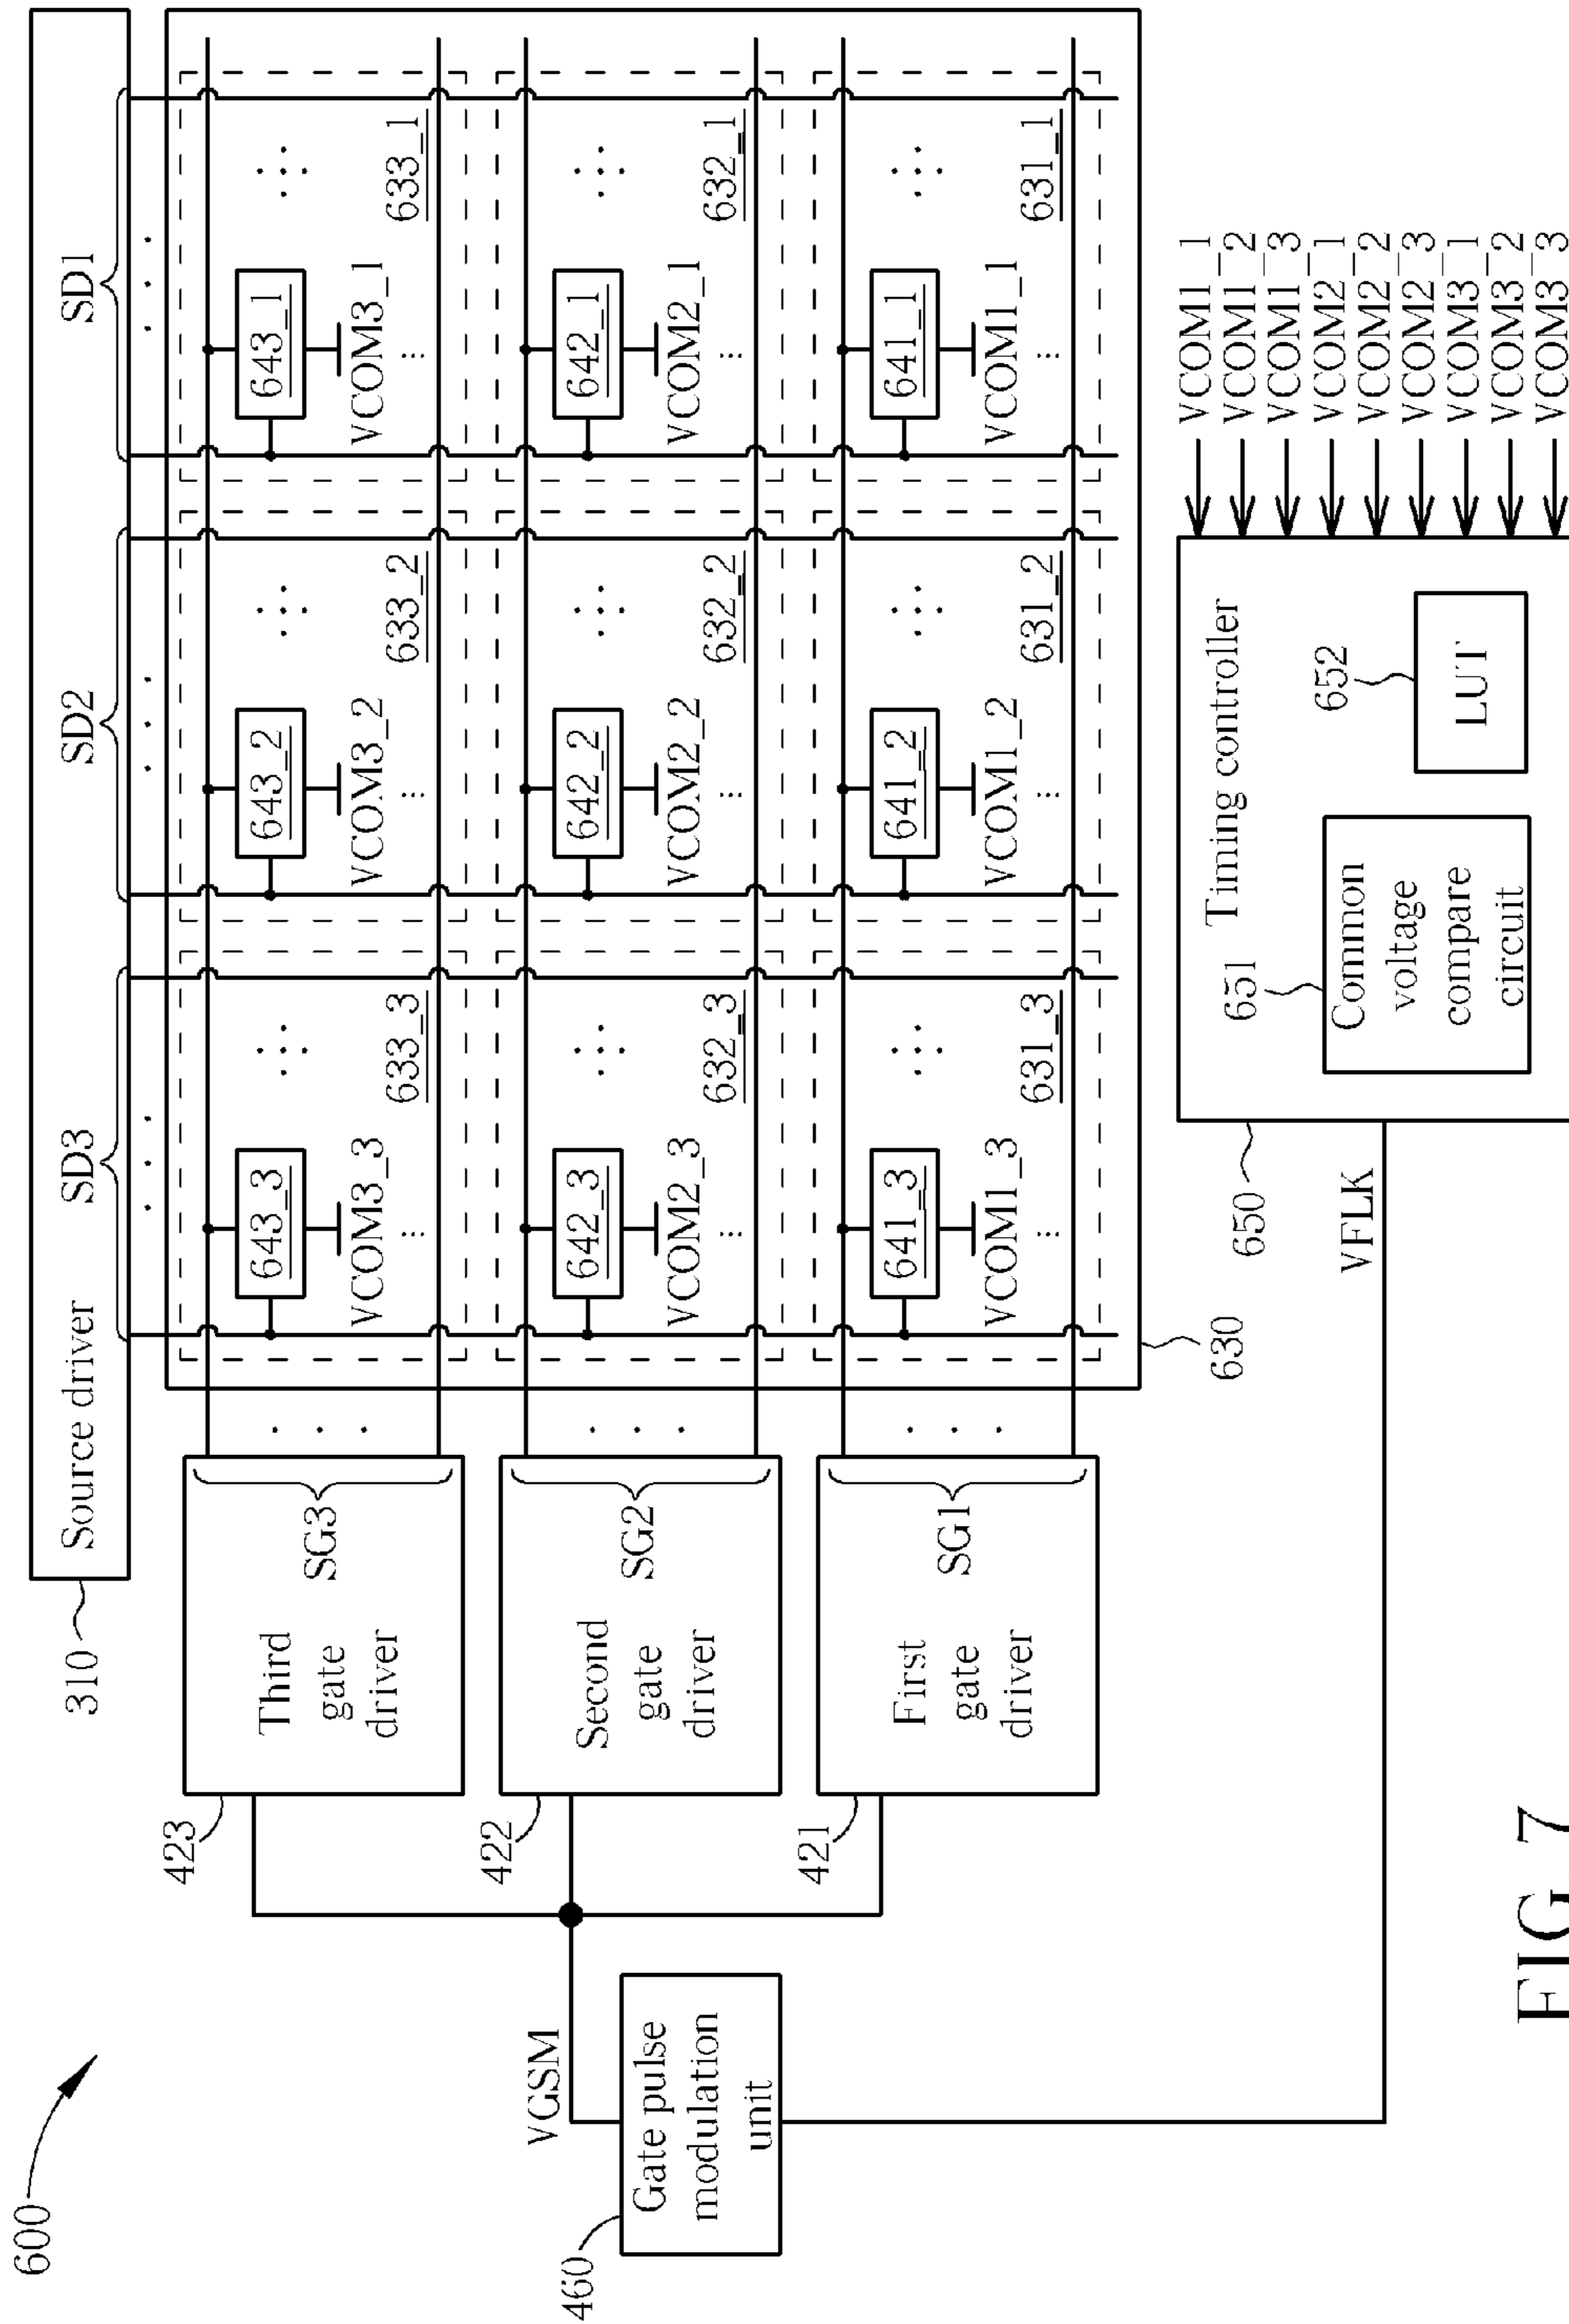 600
310
Source driver
SD3
SD2
SD1
423
Third
gate
driver
SG3
643_3
VCOM3_3
633_3
643_2
VCOM3_2
633_2
643_1
VCOM3_1
633_1
VGSM
422
Second
gate
driver
SG2
642_3
VCOM2_3
632_3
642_2
VCOM2_2
632_2
642_1
VCOM2_1
632_1
460
Gate pulse
modulation
unit
421
First
gate
driver
SG1
641_3
VCOM1_3
631_3
641_2
VCOM1_2
631_2
641_1
VCOM1_1
631_1
630
650
VFLK
Timing controller
651
Common
voltage
compare
circuit
652
LUT
VCOM1_1
VCOM1_2
VCOM1_3
VCOM2_1
VCOM2_2
VCOM2_3
VCOM3_1
VCOM3_2
VCOM3_3
FIG 7